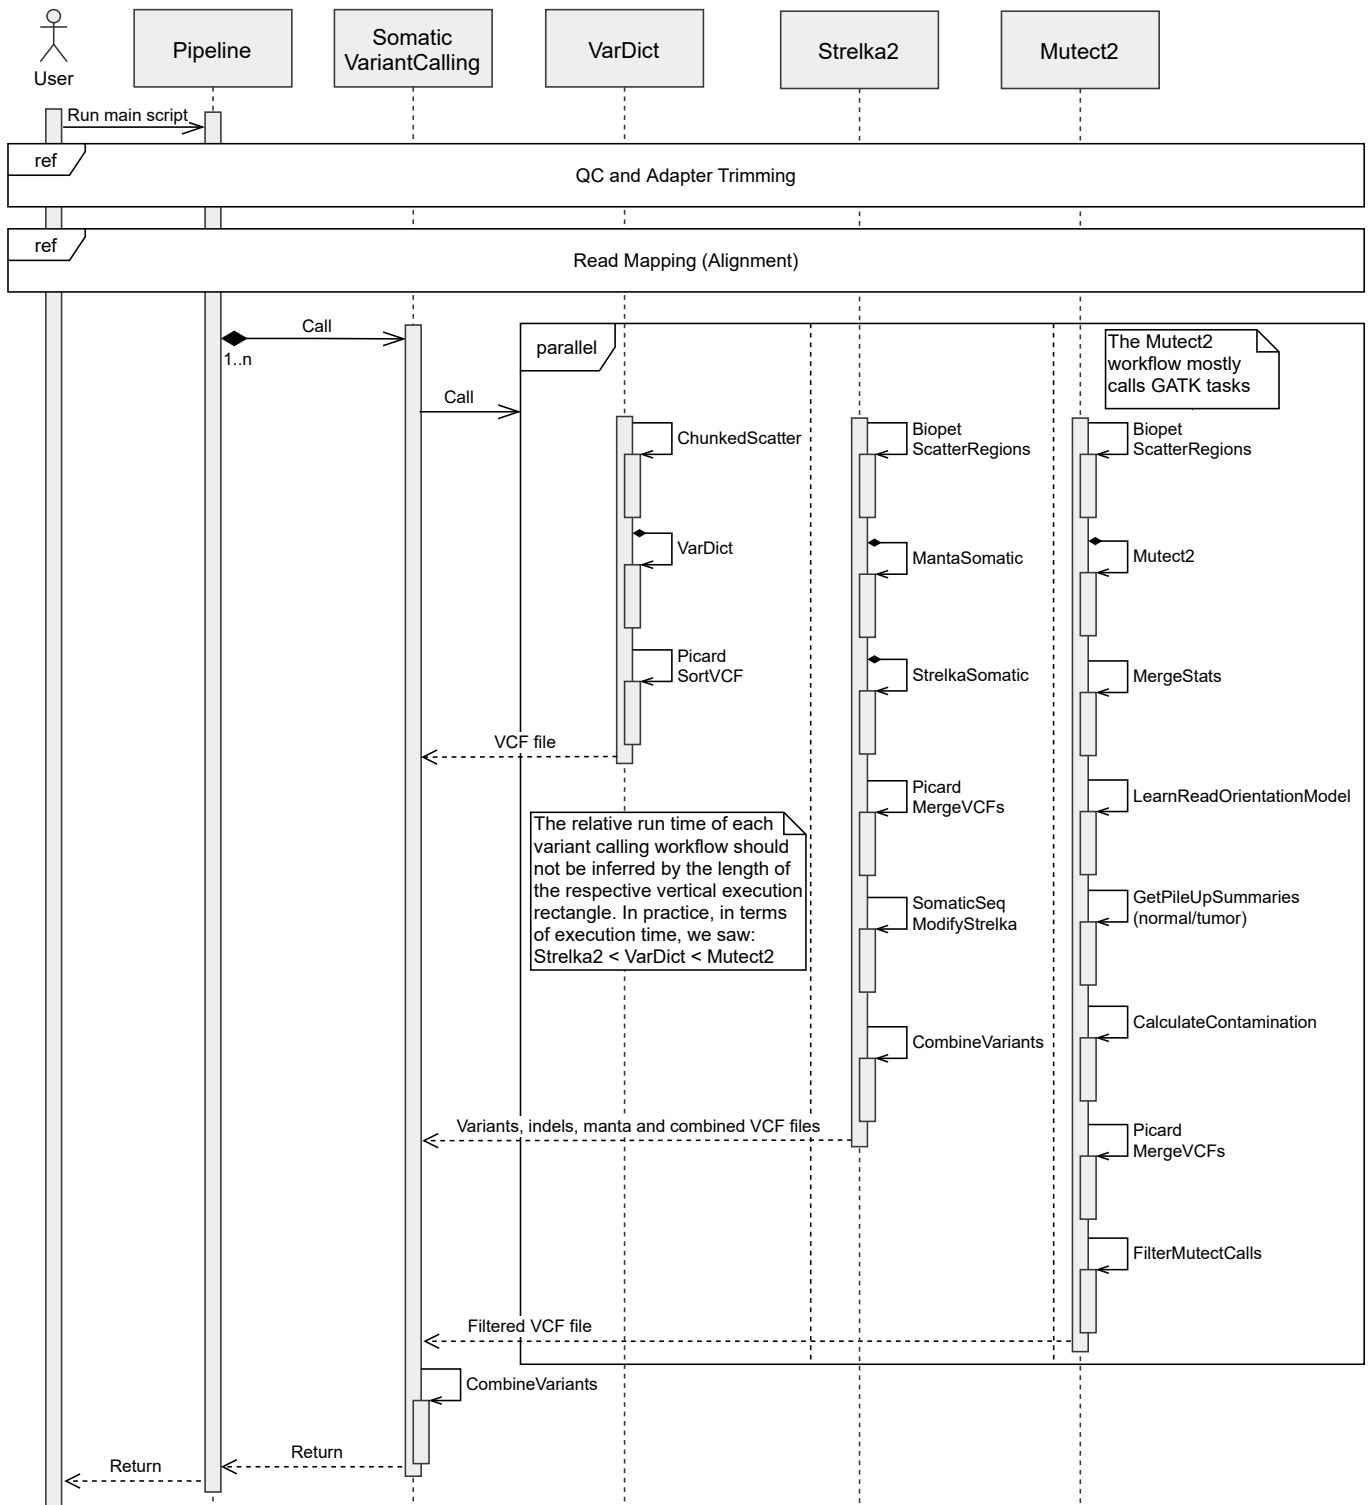 User
Pipeline
Somatic
VariantCalling
VarDict
Strelka2
Mutect2
Run main script
ref
QC and Adapter Trimming
ref
Read Mapping (Alignment)
Call
1..n
Call
parallel
The Mutect2
workflow mostly
calls GATK tasks
ChunkedScatter
VarDict
Picard
SortVCF
VCF file
The relative run time of each
variant calling workflow should
not be inferred by the length of
the respective vertical execution
rectangle. In practice, in terms
of execution time, we saw:
Strelka2 < VarDict < Mutect2
Biopet
ScatterRegions
MantaSomatic
StrelkaSomatic
Picard
MergeVCFs
SomaticSeq
ModifyStrelka
CombineVariants
Variants, indels, manta and combined VCF files
Biopet
ScatterRegions
Mutect2
MergeStats
LearnReadOrientationModel
GetPileUpSummaries
(normal/tumor)
CalculateContamination
Picard
MergeVCFs
FilterMutectCalls
Filtered VCF file
CombineVariants
Return
Return